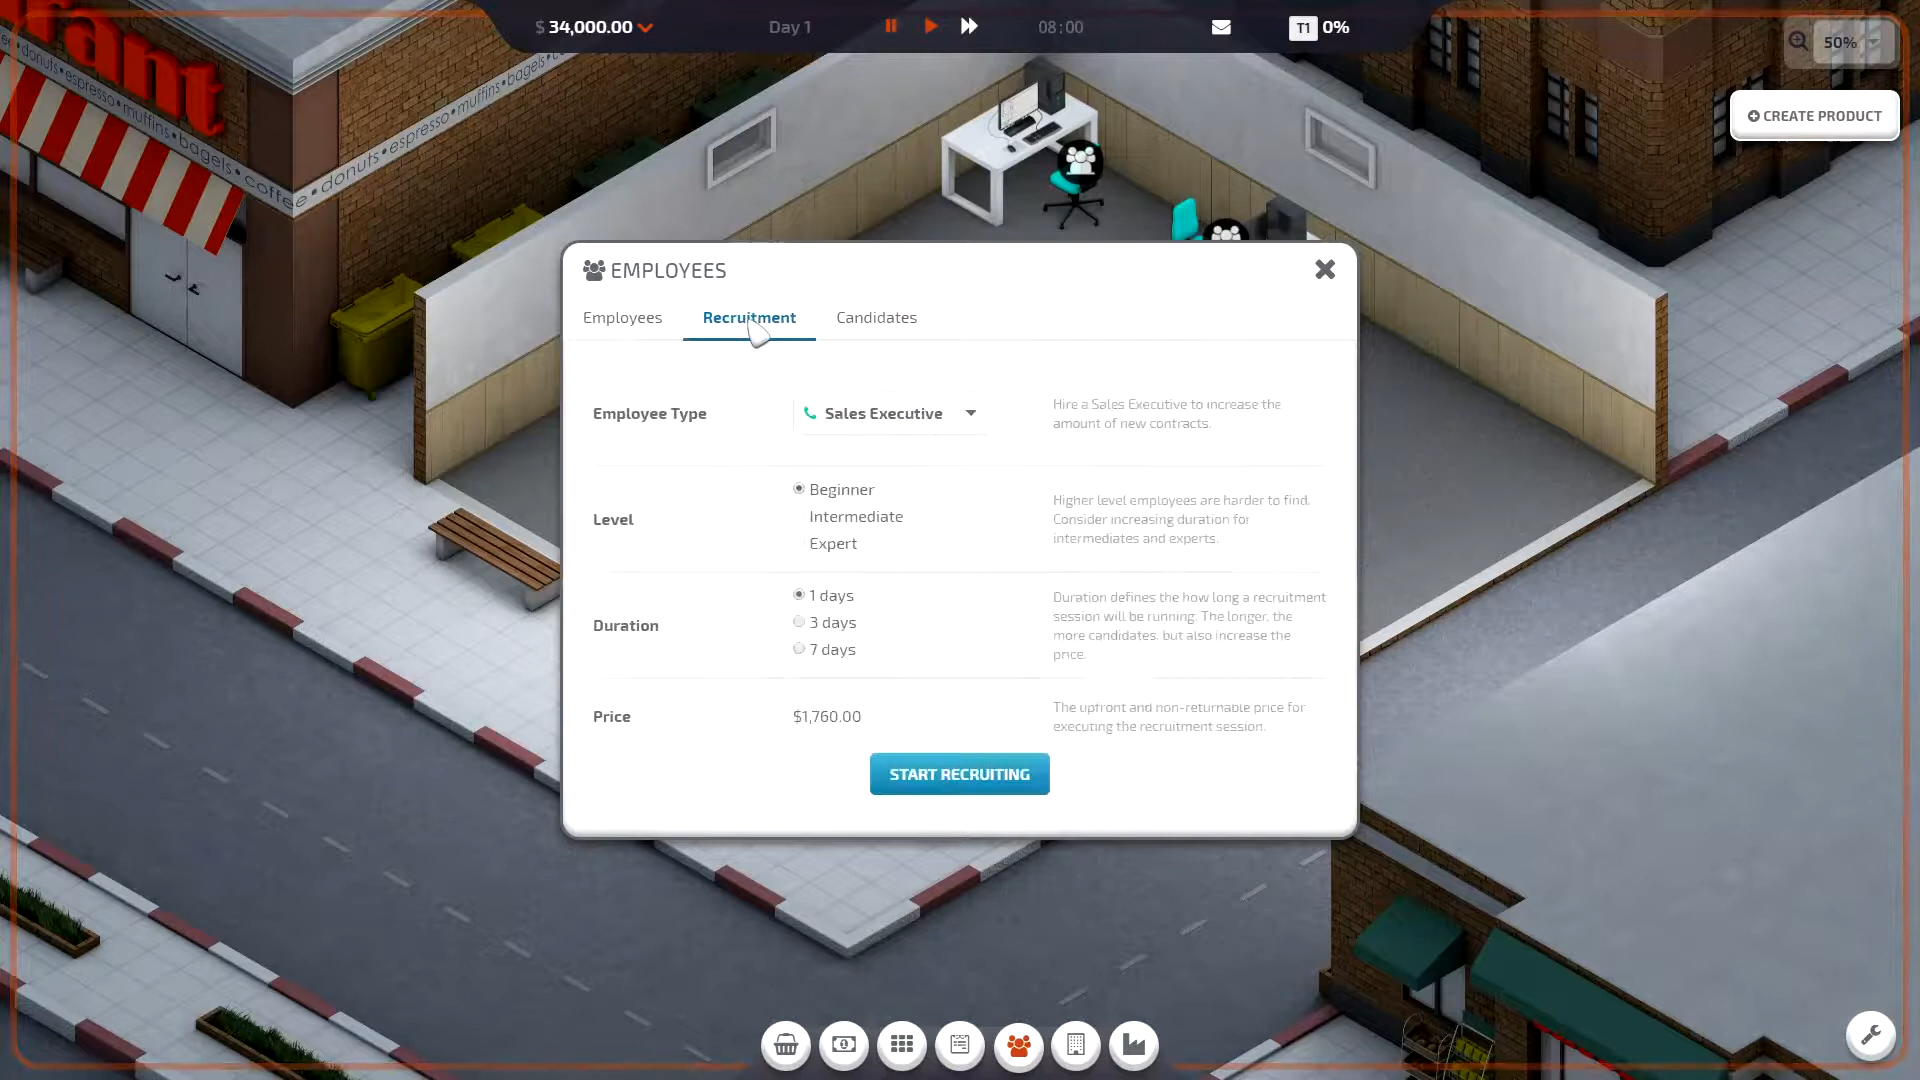 $ 34,000.00
Day 1
08:00
T1 0%
50%
CREATE PRODUCT
donuts • espresso • muffins • bagels • coffee • donuts • espresso • muffins • bagels •
EMPLOYEES
Employees
Recruitment
Candidates
Employee Type
Sales Executive
Hire a Sales Executive to increase the
amount of new contracts.
Level
Beginner
Intermediate
Expert
Higher level employees are harder to find.
Consider increasing duration for
intermediates and experts.
Duration
1 days
3 days
7 days
Duration defines the how long a recruitment
session will be running. The longer, the
more candidates, but also increase the
price.
Price
$1,760.00
The upfront and non-returnable price for
executing the recruitment session.
START RECRUITING